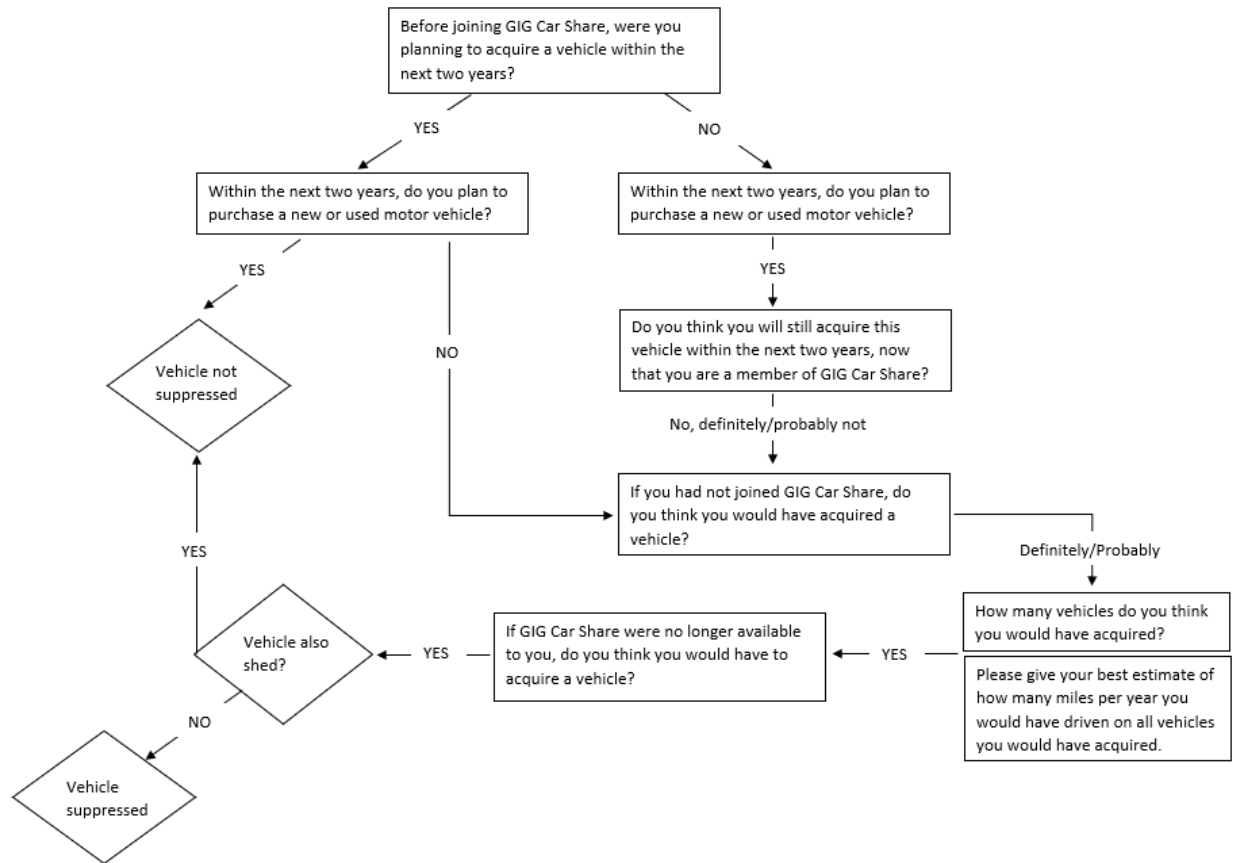 Before joining GIG Car Share, were you
planning to acquire a vehicle within the
next two years?
YES
NO
Within the next two years, do you plan to
purchase a new or used motor vehicle?
Within the next two years, do you plan to
purchase a new or used motor vehicle?
YES
YES
Do you think you will still acquire this
vehicle within the next two years, now
that you are a member of GIG Car Share?
NO
Vehicle not
suppressed
No, definitely/probably not
If you had not joined GIG Car Share, do
you think you would have acquired a
vehicle?
YES
Definitely/Probably
How many vehicles do you think
you would have acquired?
Please give your best estimate of
how many miles per year you
would have driven on all vehicles
you would have acquired.
YES
If GIG Car Share were no longer available
to you, do you think you would have to
acquire a vehicle?
YES
Vehicle also
shed?
NO
Vehicle
suppressed